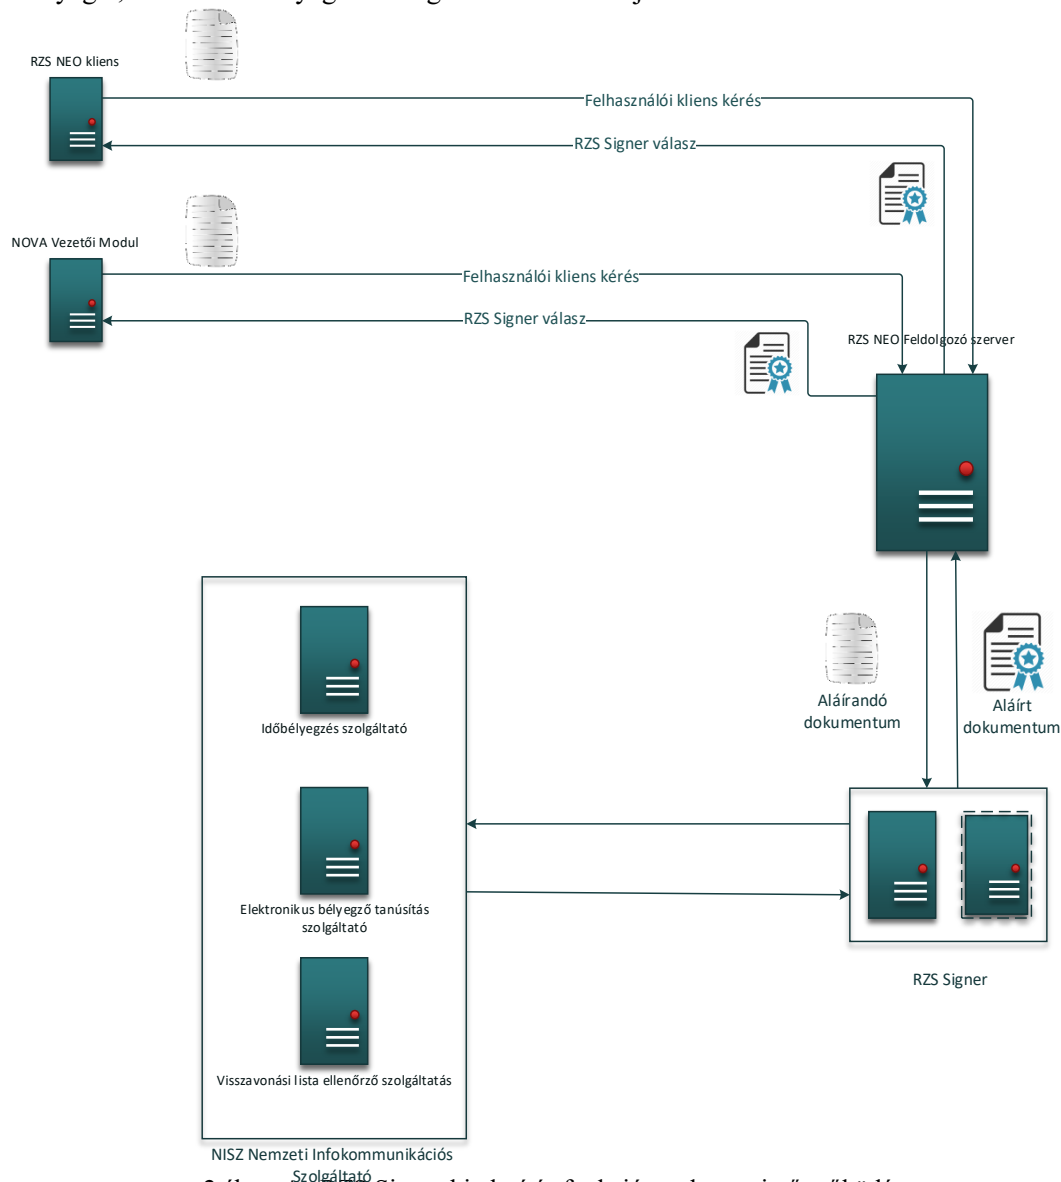 RZS NEO kliens
Felhasználói kliens kérés
RZS Signer válasz
NOVA Vezetői Modul
Felhasználói kliens kérés
RZS Signer válasz
RZS NEO Feldolgozó szerver
Aláírandó
dokumentum
Aláírt
dokumentum
Időbélyegzés szolgáltató
Elektronikus bélyegző tanúsítás
szolgáltató
Visszavonási lista ellenőrző szolgáltatás
RZS Signer
NISZ Nemzeti Infokommunikációs
Szolgáltató